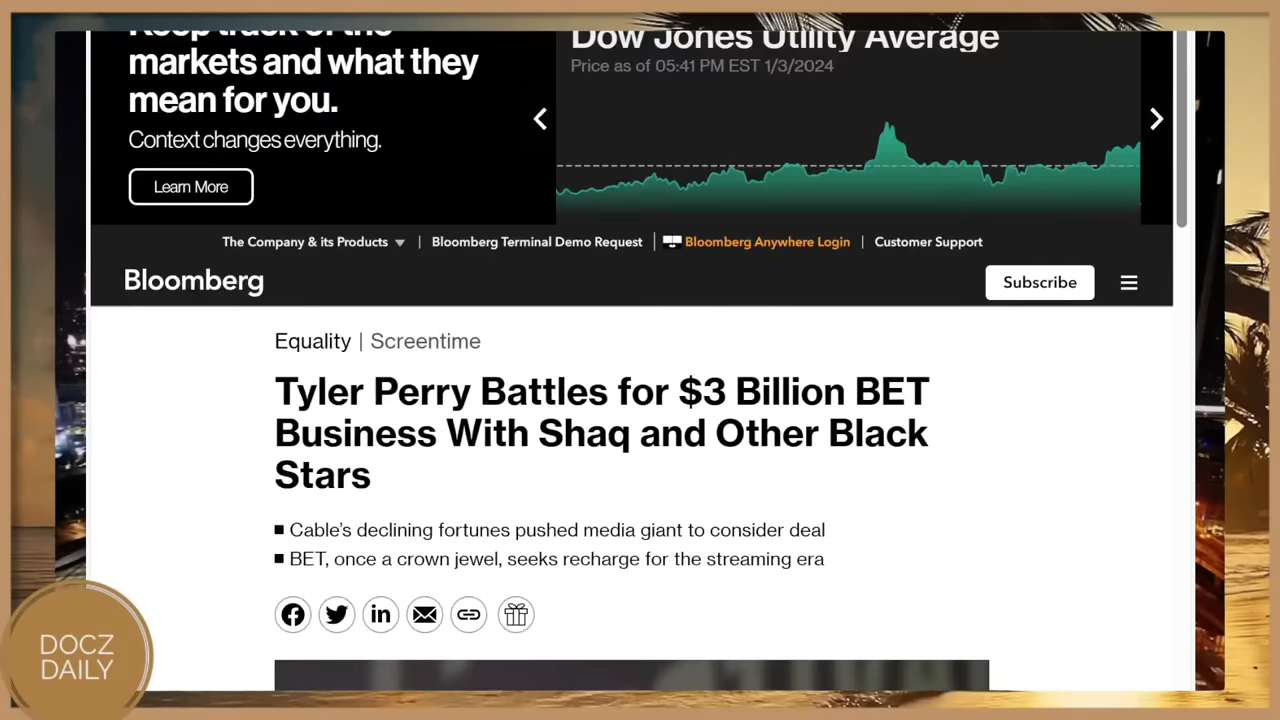 Keep track of the
markets and what they
mean for you.
Context changes everything.
Learn More
Dow Jones Utility Average
Price as of 05:41 PM EST 1/3/2024
The Company & its Products
Bloomberg Terminal Demo Request
Bloomberg Anywhere Login
Customer Support
Bloomberg
Subscribe
Equality | Screentime
Tyler Perry Battles for $3 Billion BET
Business With Shaq and Other Black
Stars
Cable's declining fortunes pushed media giant to consider deal
BET, once a crown jewel, seeks recharge for the streaming era
DOCZ
DAILY